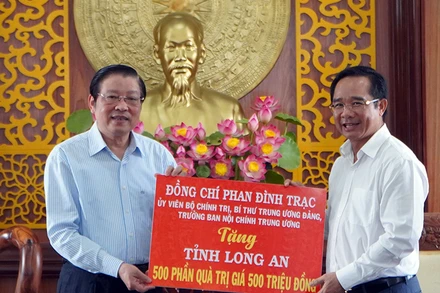 ĐỒNG CHÍ PHAN ĐÌNH TRẠC
ỦY VIÊN BỘ CHÍNH TRỊ, BÍ THƯ TRUNG ƯƠNG ĐẢNG,
TRƯỞNG BAN NỘI CHÍNH TRUNG ƯƠNG
Tặng
TỈNH LONG AN
500 PHẦN QUÀ TRỊ GIÁ 500 TRIỆU ĐỒNG